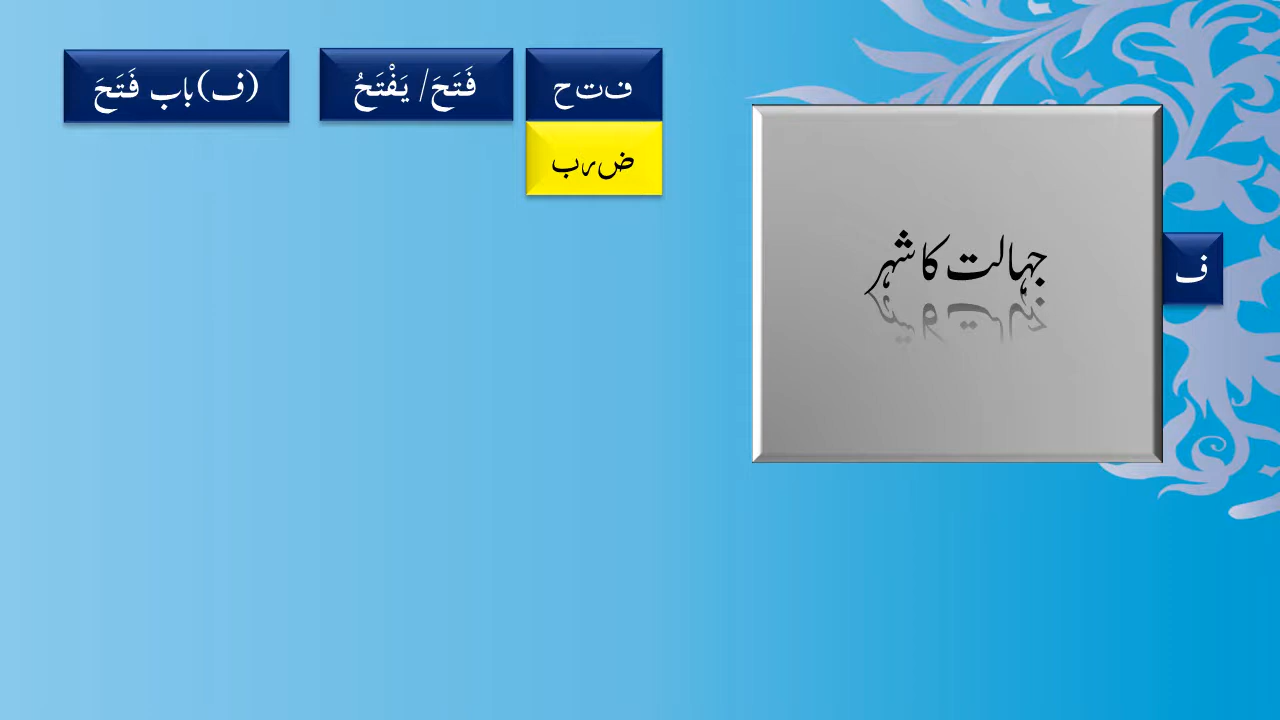 ف ت ح
فَتَحَ/ يَفْتَحُ
(ف)باب فَتَحَ
ض ر ب
جہالت کا شہر
ف